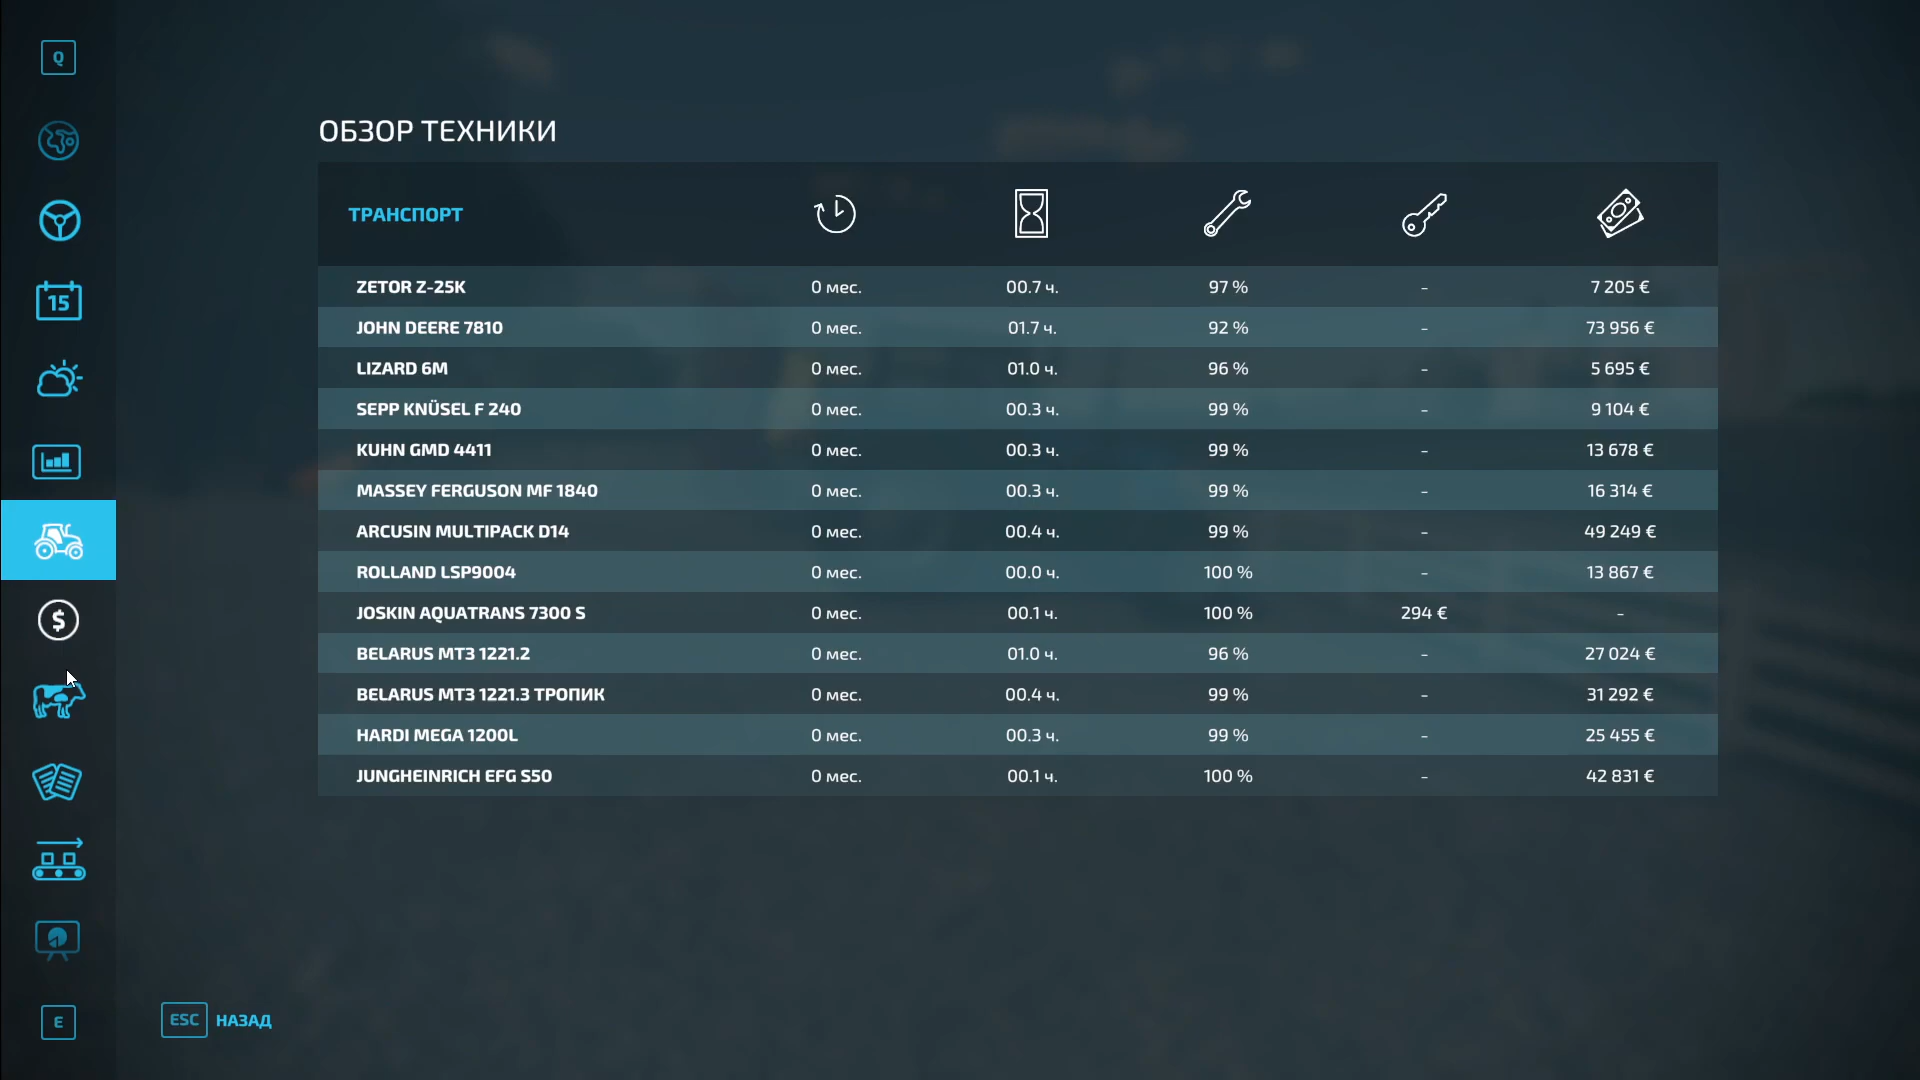 Q
ОБЗОР ТЕХНИКИ
ТРАНСПОРТ
15
ZETOR Z-25K 0 мес. 00.7 ч. 97 % - 7 205 €
JOHN DEERE 7810 0 мес. 01.7 ч. 92 % - 73 956 €
LIZARD 6M 0 мес. 01.0 ч. 96 % - 5 695 €
SEPP KNÜSEL F 240 0 мес. 00.3 ч. 99 % - 9 104 €
KUHN GMD 4411 0 мес. 00.3 ч. 99 % - 13 678 €
MASSEY FERGUSON MF 1840 0 мес. 00.3 ч. 99 % - 16 314 €
ARCUSIN MULTIPACK D14 0 мес. 00.4 ч. 99 % - 49 249 €
ROLLAND LSP9004 0 мес. 00.0 ч. 100 % - 13 867 €
JOSKIN AQUATRANS 7300 S 0 мес. 00.1 ч. 100 % 294 € -
BELARUS МТЗ 1221.2 0 мес. 01.0 ч. 96 % - 27 024 €
BELARUS МТЗ 1221.3 ТРОПИК 0 мес. 00.4 ч. 99 % - 31 292 €
HARDI MEGA 1200L 0 мес. 00.3 ч. 99 % - 25 455 €
JUNGHEINRICH EFG S50 0 мес. 00.1 ч. 100 % - 42 831 €
$
E
ESC НАЗАД